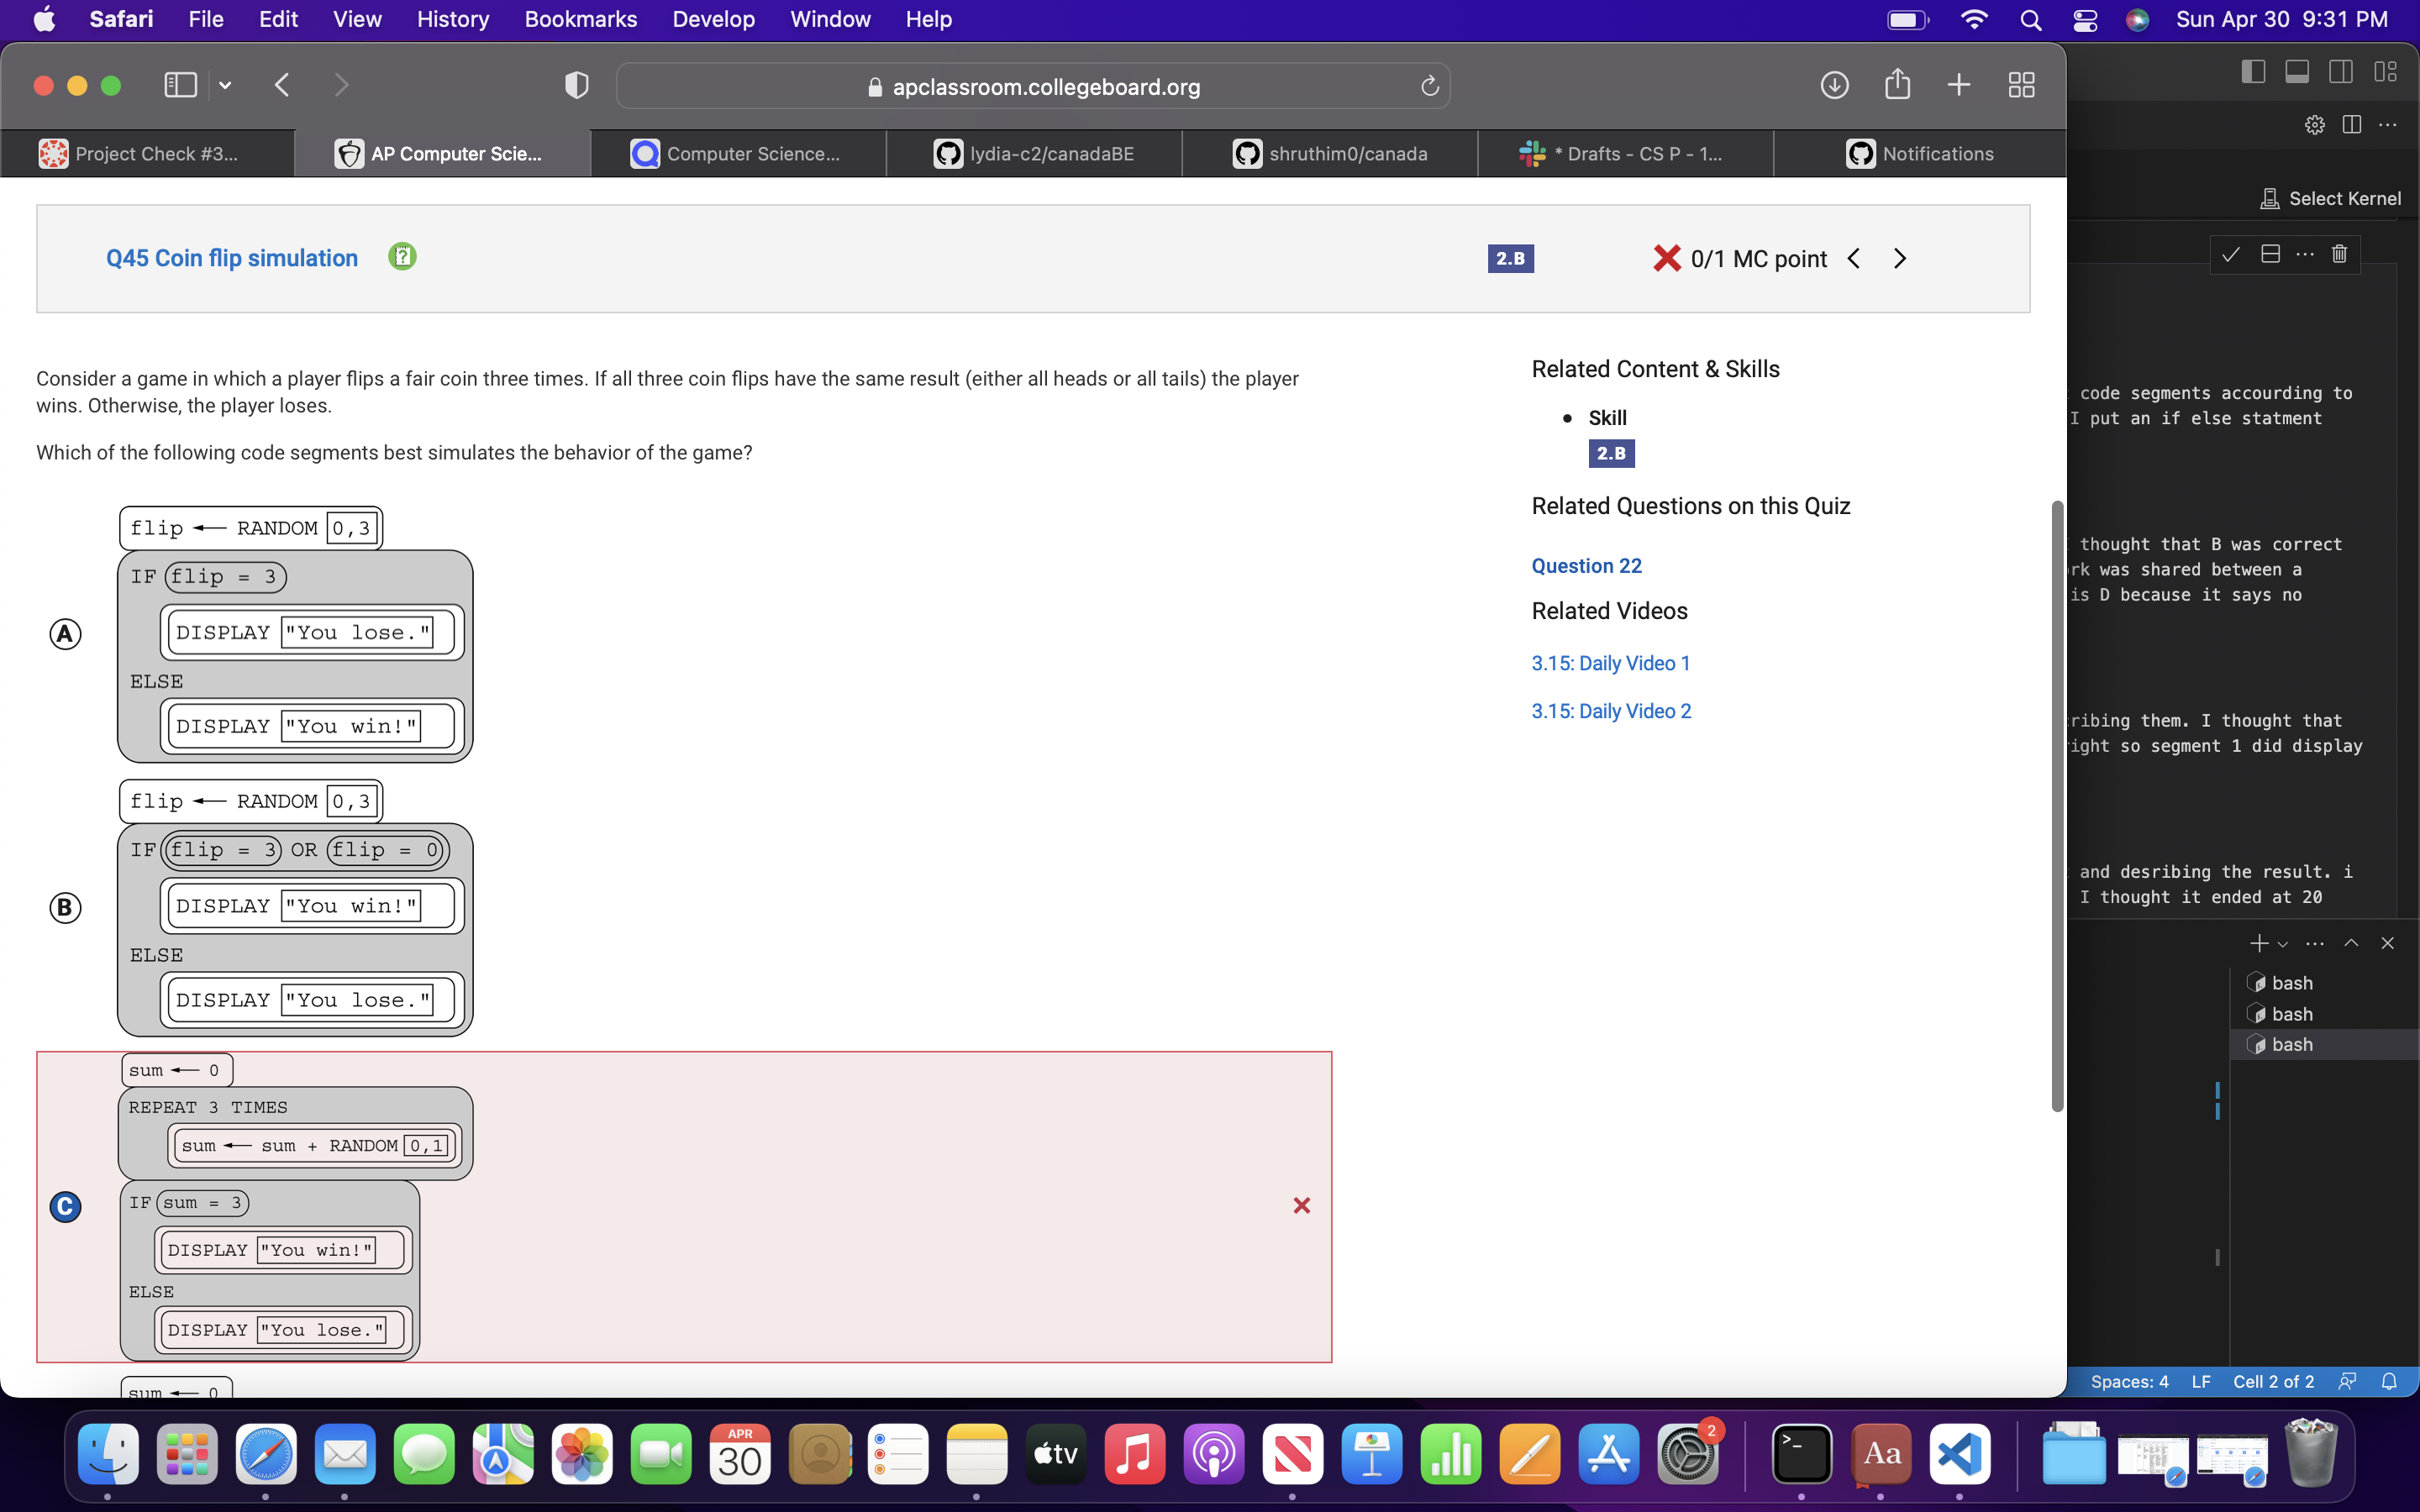 Safari File Edit View History Bookmarks Develop Window Help Sun Apr 30 9:31 PM
apclassroom.collegeboard.org
Project Check #3... AP Computer Scie... Computer Science... lydia-c2/canadaBE shruthim0/canada * Drafts - CS P - 1... Notifications
Q45 Coin flip simulation ? 2.B 0/1 MC point
Consider a game in which a player flips a fair coin three times. If all three coin flips have the same result (either all heads or all tails) the player
wins. Otherwise, the player loses.
Which of the following code segments best simulates the behavior of the game?
A
flip ← RANDOM 0,3
IF flip = 3
DISPLAY "You lose."
ELSE
DISPLAY "You win!"
B
flip ← RANDOM 0,3
IF flip = 3 OR flip = 0
DISPLAY "You win!"
ELSE
DISPLAY "You lose."
C
sum ← 0
REPEAT 3 TIMES
sum ← sum + RANDOM 0,1
IF sum = 3
DISPLAY "You win!"
ELSE
DISPLAY "You lose."
sum ← 0
Related Content & Skills
• Skill
2.B
Related Questions on this Quiz
Question 22
Related Videos
3.15: Daily Video 1
3.15: Daily Video 2
Select Kernel
code segments accourding to
I put an if else statment
thought that B was correct
rk was shared between a
is D because it says no
ribing them. I thought that
ight so segment 1 did display
and desribing the result. i
I thought it ended at 20
bash
bash
bash
Spaces: 4 LF Cell 2 of 2
APR
30
tv
2
>_
Aa